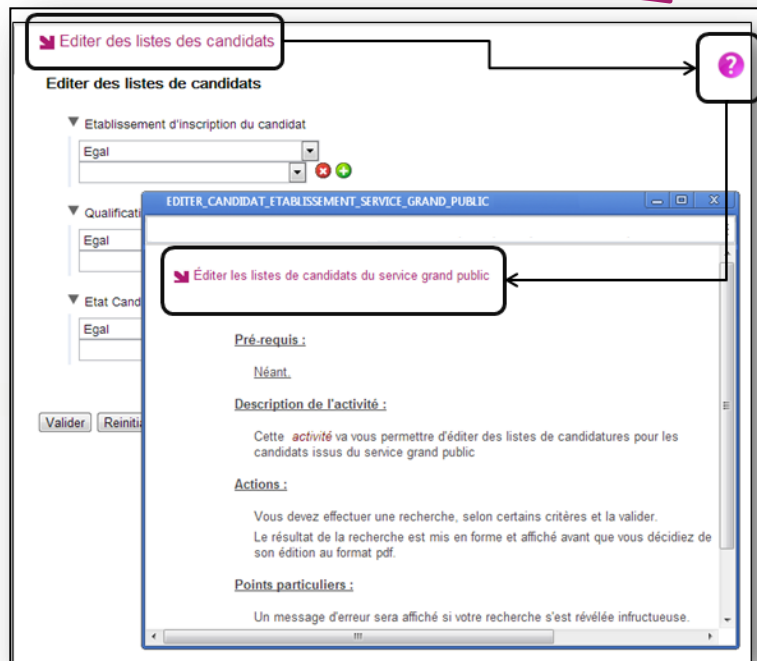 Editer des listes des candidats
?
Editer des listes de candidats
Etablissement d'inscription du candidat
Egal
EDITER_CANDIDAT_ETABLISSEMENT_SERVICE_GRAND_PUBLIC
Egal
Etat
Egal
Valider
Éditer les listes de candidats du service grand public
Pré-requis :
Néant.
Description de l'activité :
Cette activité va vous permettre d'éditer des listes de candidatures pour les
candidats issus du service grand public
Actions :
Vous devez effectuer une recherche, selon certains critères et la valider.
Le résultat de la recherche est mis en forme et affiché avant que vous décidiez de
son édition au format pdf.
Points particuliers :
Un message d'erreur sera affiché si votre recherche s'est révélée infructueuse.